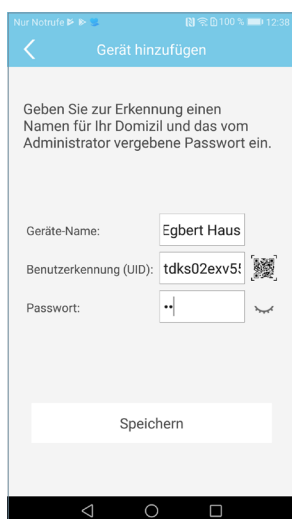 Nur Notrufe 100 % 12:38
Gerät hinzufügen
Geben Sie zur Erkennung einen
Namen für Ihr Domizil und das vom
Administrator vergebene Passwort ein.
Geräte-Name: Egbert Haus
Benutzerkennung (UID): tdks02exv55
Passwort: ••
Speichern